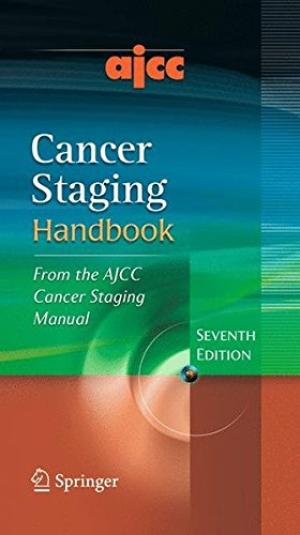 ajcc
Cancer
Staging
Handbook
From the AJCC
Cancer Staging
Manual
SEVENTH
EDITION
Springer